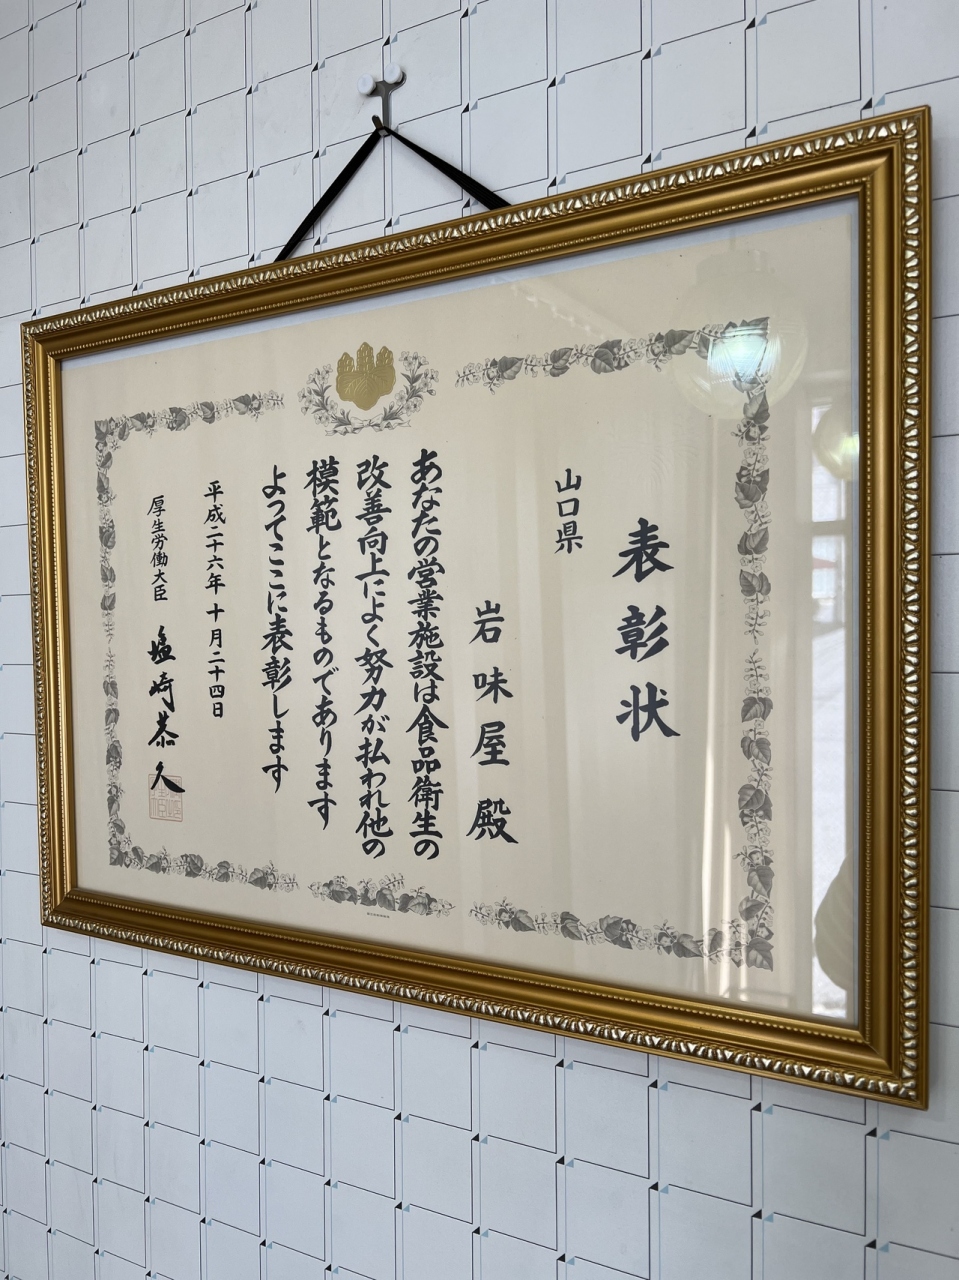 表彰状
山口県
岩味屋殿
あなたの営業施設は食品衛生の
改善向上によく努力が払われ他の
模範となるものであります
よってここに表彰します
平成二十六年十月二十四日
厚生労働大臣 塩崎恭久